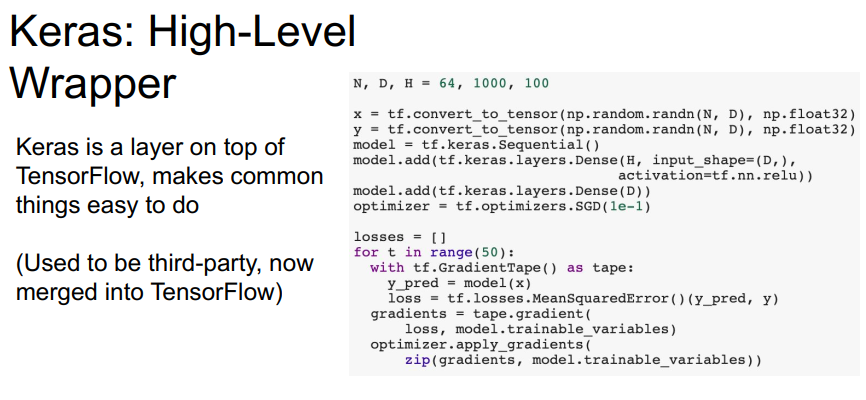 Keras: High-Level
Wrapper
Keras is a layer on top of
TensorFlow, makes common
things easy to do
(Used to be third-party, now
merged into TensorFlow)
N, D, H = 64, 1000, 100
x = tf.convert_to_tensor(np.random.randn(N, D), np.float32)
y = tf.convert_to_tensor(np.random.randn(N, D), np.float32)
model = tf.keras.Sequential()
model.add(tf.keras.layers.Dense(H, input_shape=(D,),
                                activation=tf.nn.relu))
model.add(tf.keras.layers.Dense(D))
optimizer = tf.optimizers.SGD(1e-1)
losses = []
for t in range(50):
  with tf.GradientTape() as tape:
    y_pred = model(x)
    loss = tf.losses.MeanSquaredError()(y_pred, y)
  gradients = tape.gradient(
      loss, model.trainable_variables)
  optimizer.apply_gradients(
      zip(gradients, model.trainable_variables))